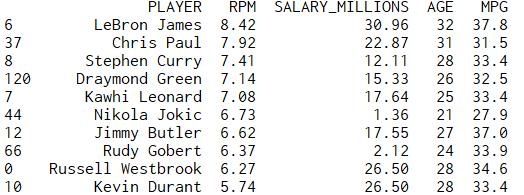 PLAYER RPM SALARY_MILLIONS AGE MPG
6 LeBron James 8.42 30.96 32 37.8
37 Chris Paul 7.92 22.87 31 31.5
8 Stephen Curry 7.41 12.11 28 33.4
120 Draymond Green 7.14 15.33 26 32.5
7 Kawhi Leonard 7.08 17.64 25 33.4
44 Nikola Jokic 6.73 1.36 21 27.9
12 Jimmy Butler 6.62 17.55 27 37.0
66 Rudy Gobert 6.37 2.12 24 33.9
0 Russell Westbrook 6.27 26.50 28 34.6
10 Kevin Durant 5.74 26.50 28 33.4